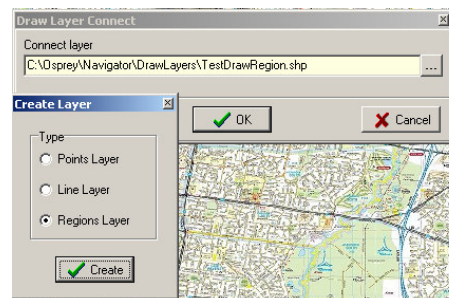 Draw Layer Connect
Connect layer
C:\Osprey\Navigator\DrawLayers\TestDrawRegion.shp
...
OK
Cancel
Create Layer
Type
Points Layer
Line Layer
Regions Layer
Create